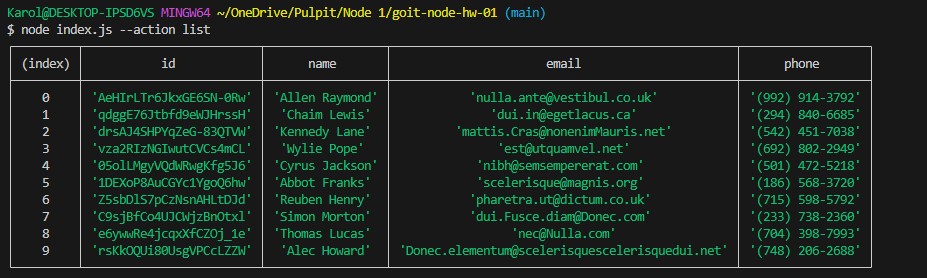 Karol@DESKTOP-IPSD6VS MINGW64 ~/OneDrive/Pulpit/Node 1/goit-node-hw-01 (main)
$ node index.js --action list
(index) id name email phone
0 'AeHIrLTr6JkxGE6SN-0Rw' 'Allen Raymond' 'nulla.ante@vestibul.co.uk' '(992) 914-3792'
1 'qdggE76Jtbfd9eWJHrssH' 'Chaim Lewis' 'dui.in@egetlacus.ca' '(294) 840-6685'
2 'drsAJ4SHPYqZeG-83QTVW' 'Kennedy Lane' 'mattis.Cras@nonenimMauris.net' '(542) 451-7038'
3 'vza2RIzNGIwutCVCs4mCL' 'Wylie Pope' 'est@utquamvel.net' '(692) 802-2949'
4 '05olLMgyVQdWRwgKfg5J6' 'Cyrus Jackson' 'nibh@semsempererat.com' '(501) 472-5218'
5 '1DEXoP8AuCGYc1YgoQ6hw' 'Abbot Franks' 'scelerisque@magnis.org' '(186) 568-3720'
6 'Z5sbDlS7pCzNsnAHLtDJd' 'Reuben Henry' 'pharetra.ut@dictum.co.uk' '(715) 598-5792'
7 'C9sjBfCo4UJCWjzBnOtxl' 'Simon Morton' 'dui.Fusce.diam@Donec.com' '(233) 738-2360'
8 'e6ywwRe4jcqxXfCZOj_1e' 'Thomas Lucas' 'nec@Nulla.com' '(704) 398-7993'
9 'rsKkOQUi80UsgVPCcLZZW' 'Alec Howard' 'Donec.elementum@scelerisquescelerisquedui.net' '(748) 206-2688'